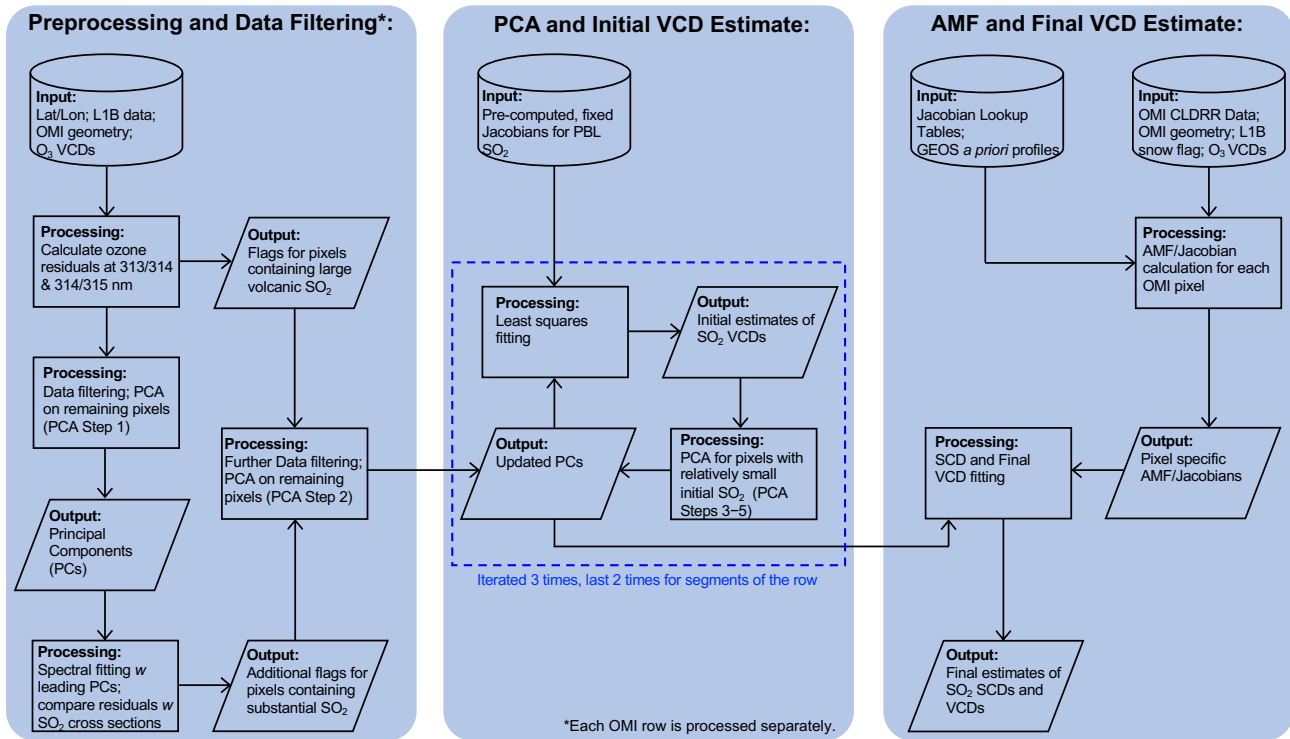 Preprocessing and Data Filtering*:
Input:
Lat/Lon; L1B data;
OMI geometry;
O₃ VCDs
Processing:
Calculate ozone
residuals at 313/314
& 314/315 nm
Output:
Flags for pixels
containing large
volcanic SO₂
Processing:
Data filtering; PCA
on remaining pixels
(PCA Step 1)
Processing:
Further Data filtering;
PCA on remaining
pixels (PCA Step 2)
Output:
Principal
Components
(PCs)
Processing:
Spectral fitting w
leading PCs;
compare residuals w
SO₂ cross sections
Output:
Additional flags for
pixels containing
substantial SO₂
PCA and Initial VCD Estimate:
Input:
Pre-computed, fixed
Jacobians for PBL
SO₂
Processing:
Least squares
fitting
Output:
Initial estimates of
SO₂ VCDs
Output:
Updated PCs
Processing:
PCA for pixels with
relatively small
initial SO₂ (PCA
Steps 3−5)
Iterated 3 times, last 2 times for segments of the row
*Each OMI row is processed separately.
AMF and Final VCD Estimate:
Input:
Jacobian Lookup
Tables;
GEOS a priori profiles
Input:
OMI CLDRR Data;
OMI geometry; L1B
snow flag; O₃ VCDs
Processing:
AMF/Jacobian
calculation for each
OMI pixel
Processing:
SCD and Final
VCD fitting
Output:
Pixel specific
AMF/Jacobians
Output:
Final estimates of
SO₂ SCDs and
VCDs